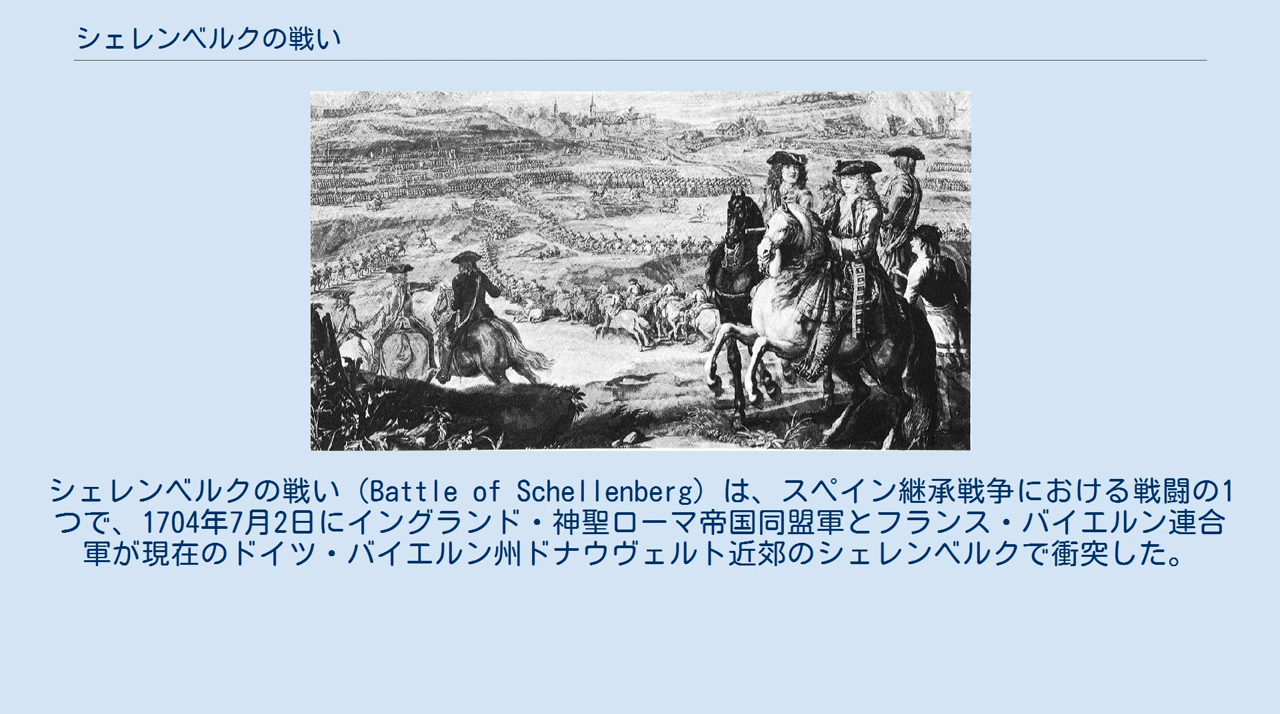 シェレンベルクの戦い
シェレンベルクの戦い（Battle of Schellenberg）は、スペイン継承戦争における戦闘の1
つで、1704年7月2日にイングランド・神聖ローマ帝国同盟軍とフランス・バイエルン連合
軍が現在のドイツ・バイエルン州ドナウヴェルト近郊のシェレンベルクで衝突した。